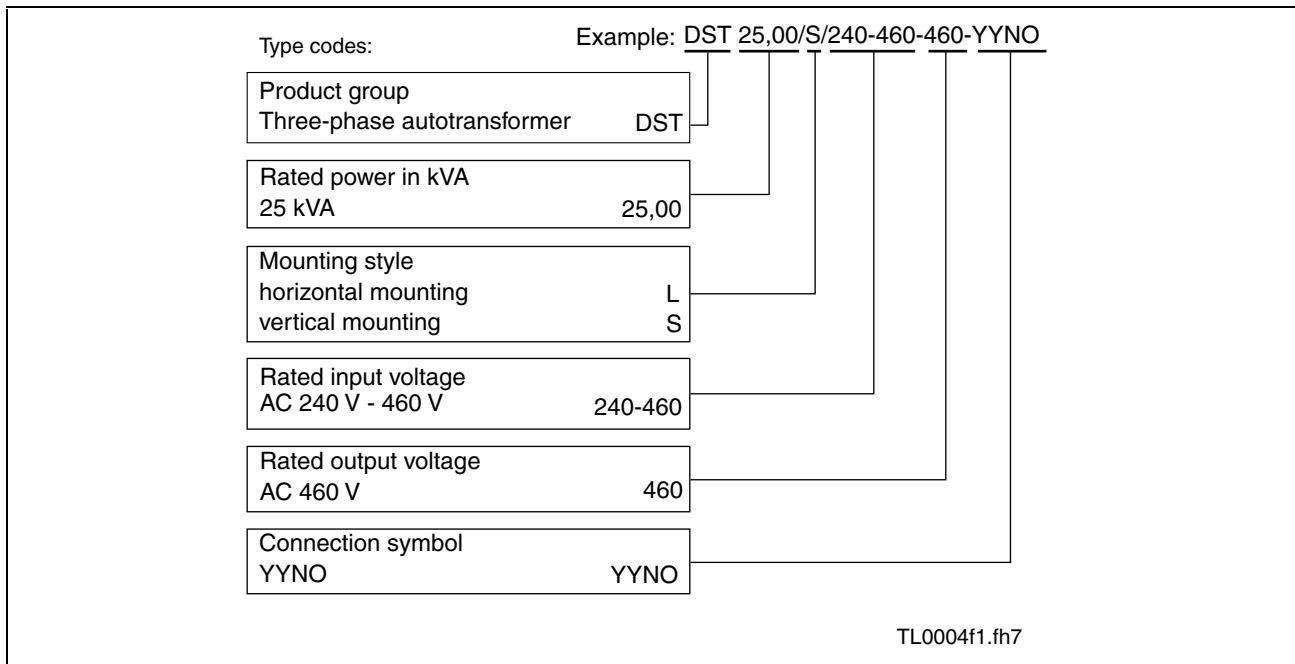 Type codes:
Example: DST 25,00/S/240-460-460-YYNO
Product group
Three-phase autotransformer DST
Rated power in kVA
25 kVA 25,00
Mounting style
horizontal mounting L
vertical mounting S
Rated input voltage
AC 240 V - 460 V 240-460
Rated output voltage
AC 460 V 460
Connection symbol
YYNO YYNO
TL0004f1.fh7